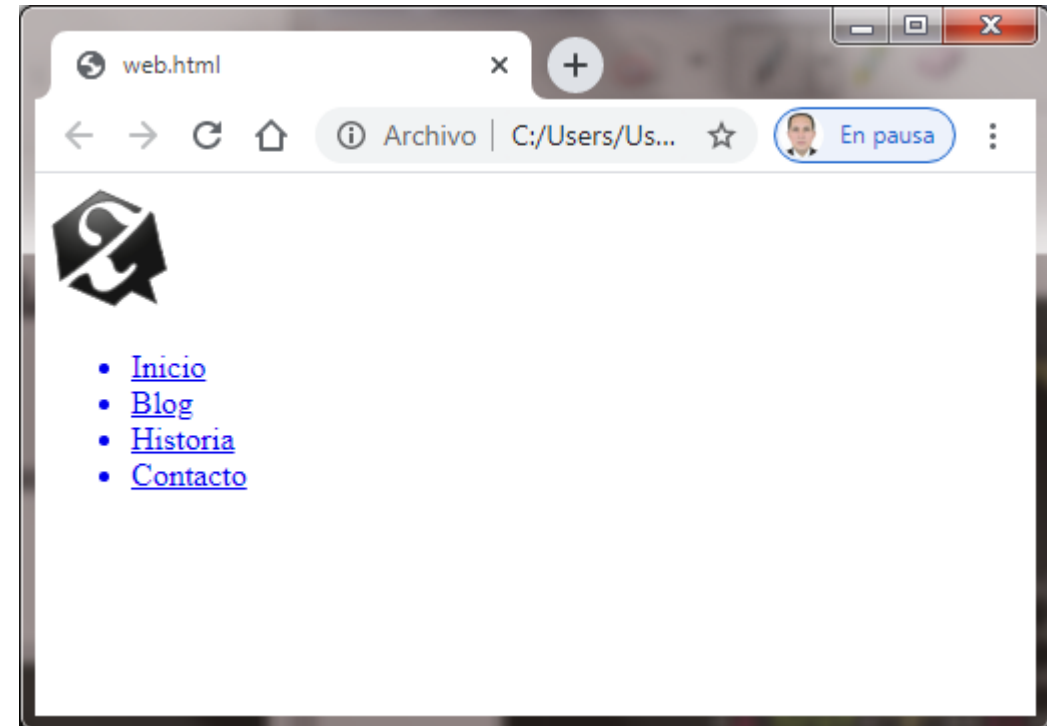 web.html
Archivo C:/Users/Us... En pausa
Inicio
Blog
Historia
Contacto